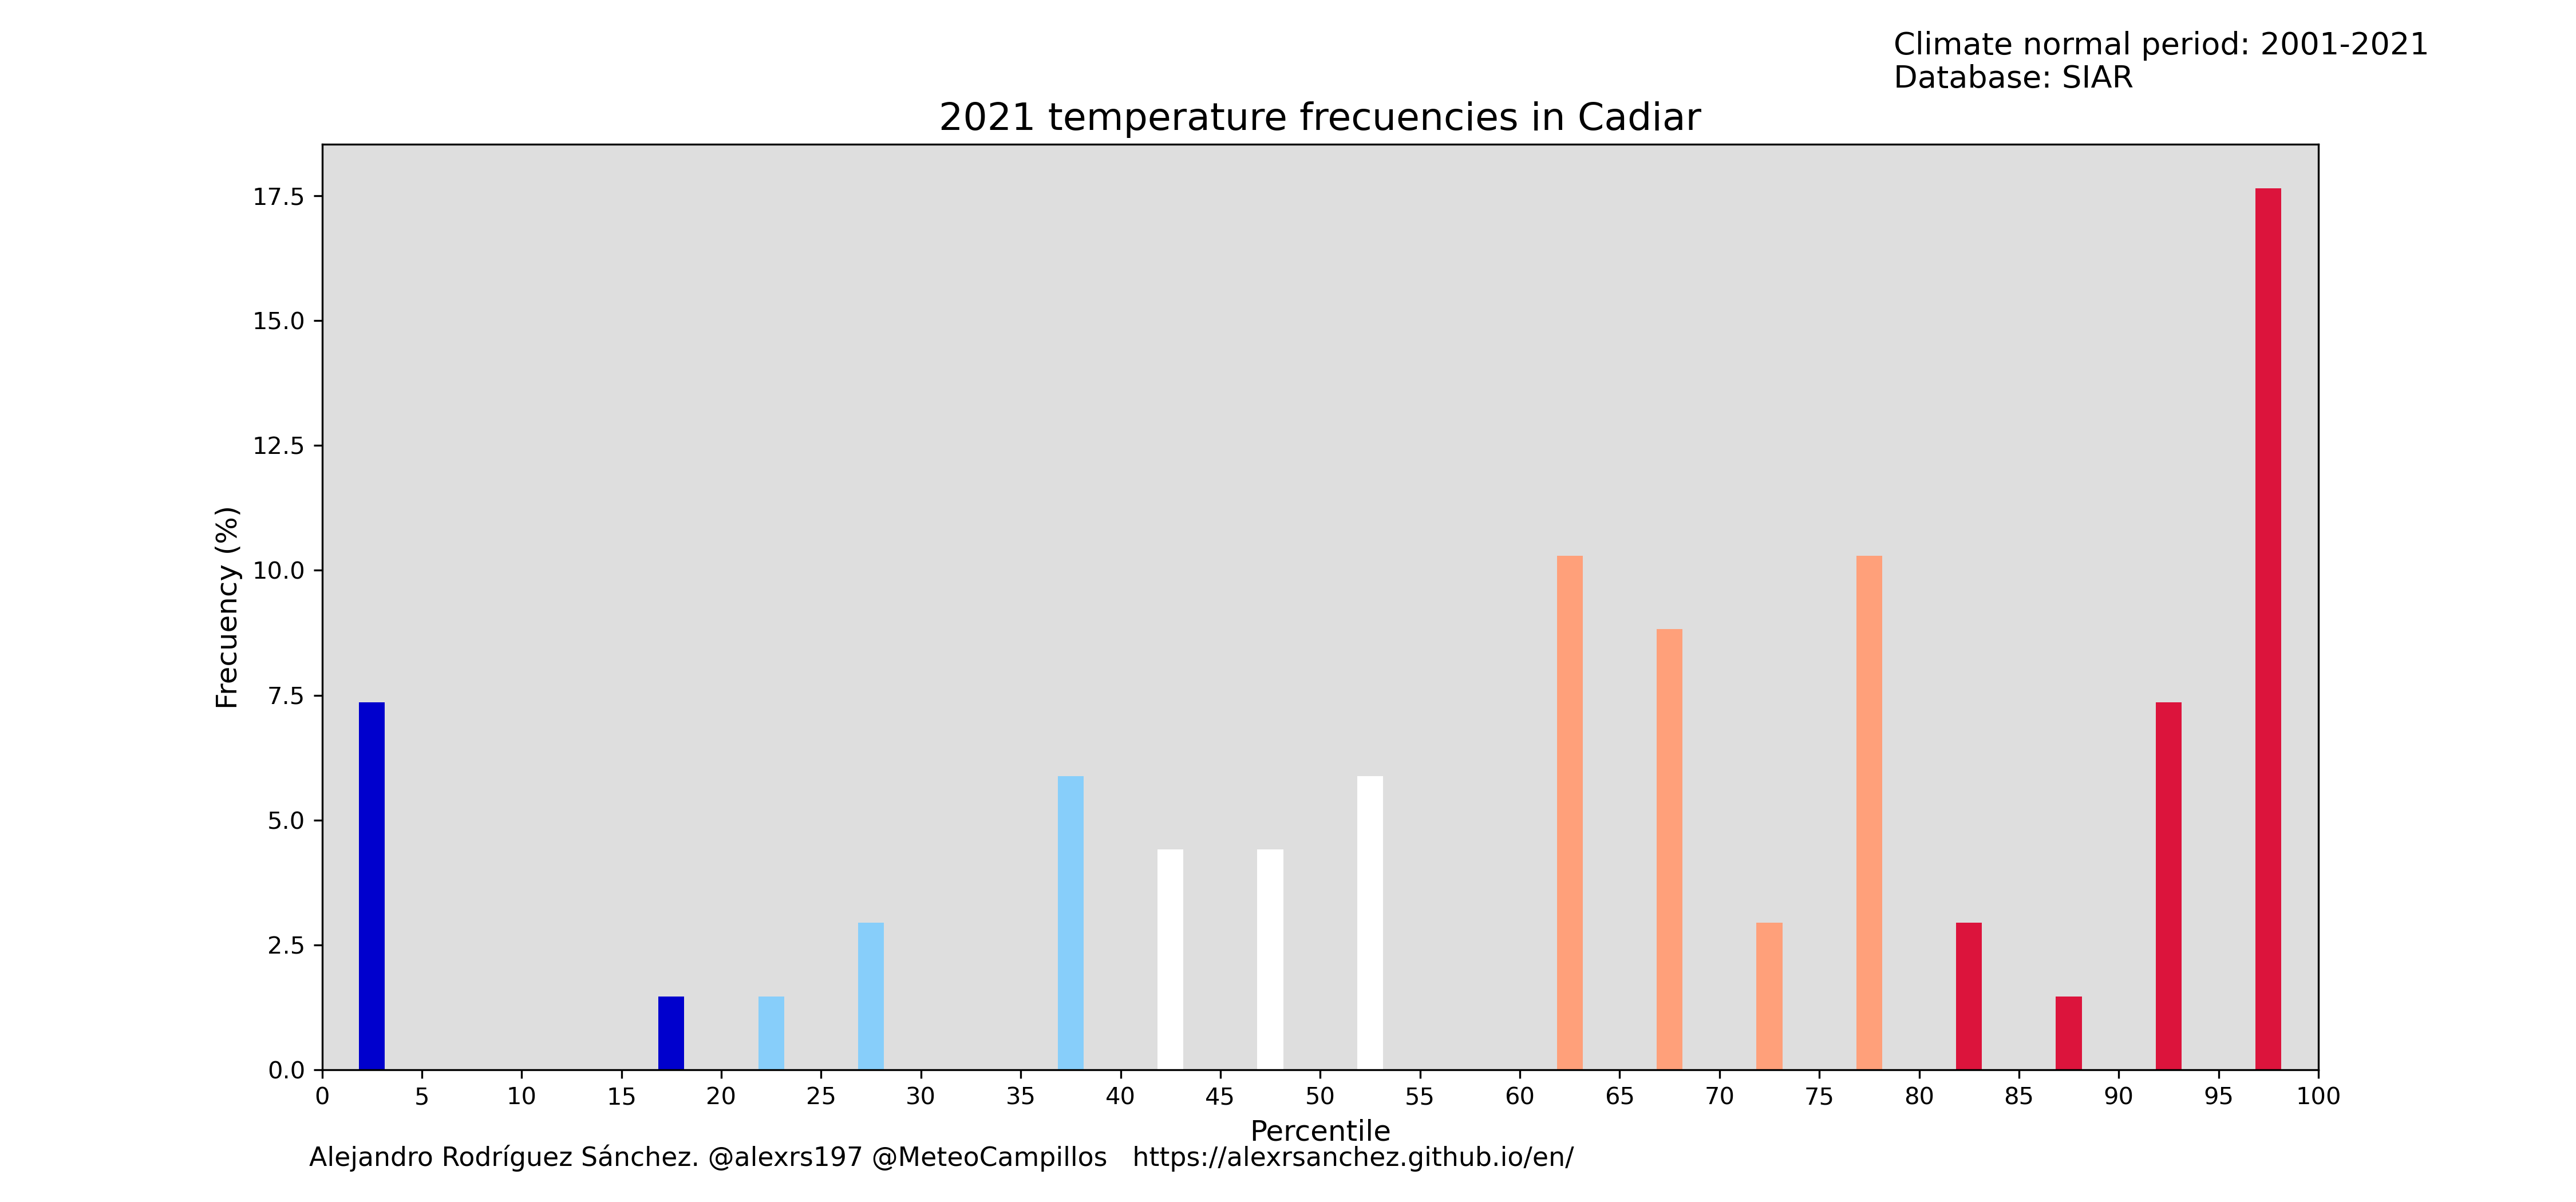 Climate normal period: 2001-2021
Database: SIAR
2021 temperature frecuencies in Cadiar
17.5
15.0
12.5
10.0
7.5
5.0
2.5
0.0
Frecuency (%)
0 5 10 15 20 25 30 35 40 45 50 55 60 65 70 75 80 85 90 95 100
Percentile
Alejandro Rodríguez Sánchez. @alexrs197 @MeteoCampillos https://alexrsanchez.github.io/en/